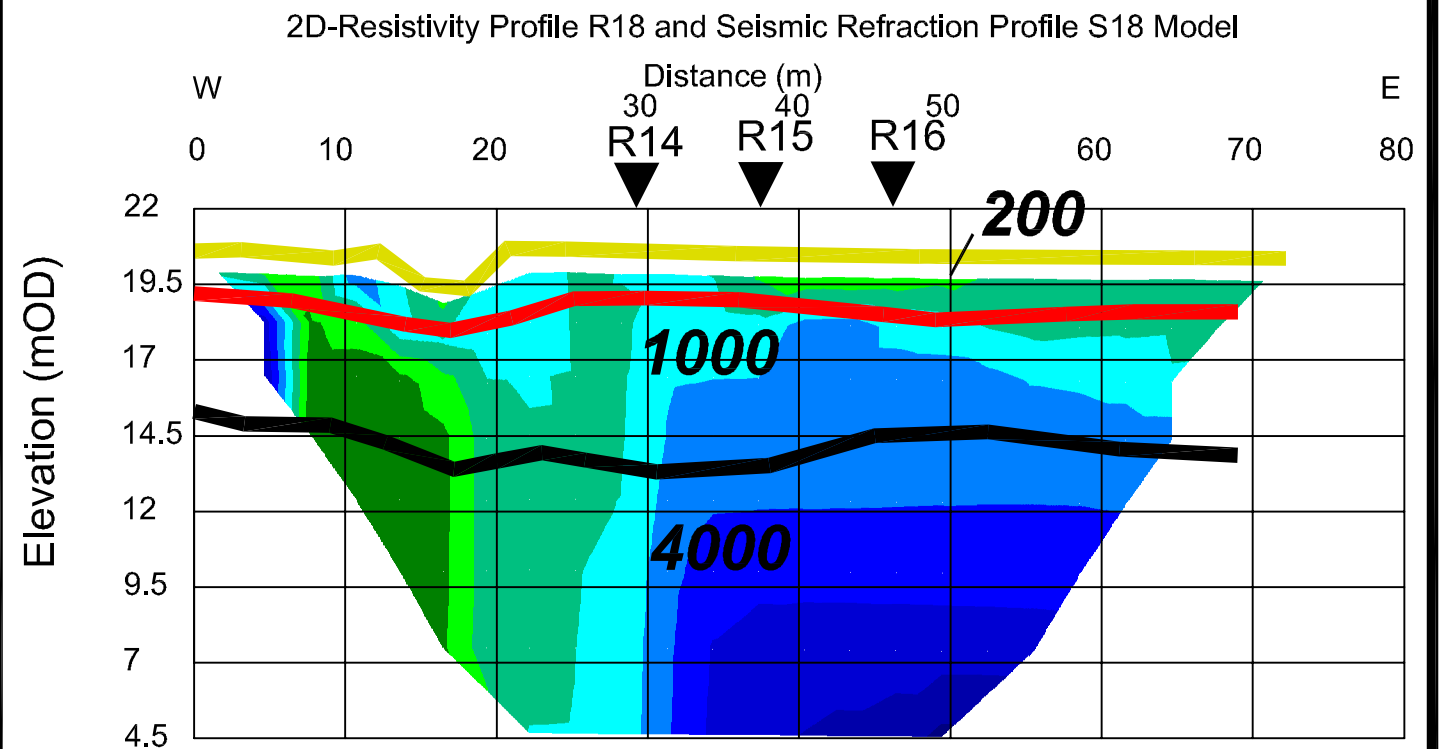 2D-Resistivity Profile R18 and Seismic Refraction Profile S18 Model
Distance (m)
W
E
0 10 20 30 40 50 60 70 80
R14 R15 R16
200
1000
4000
Elevation (mOD)
22
19.5
17
14.5
12
9.5
7
4.5